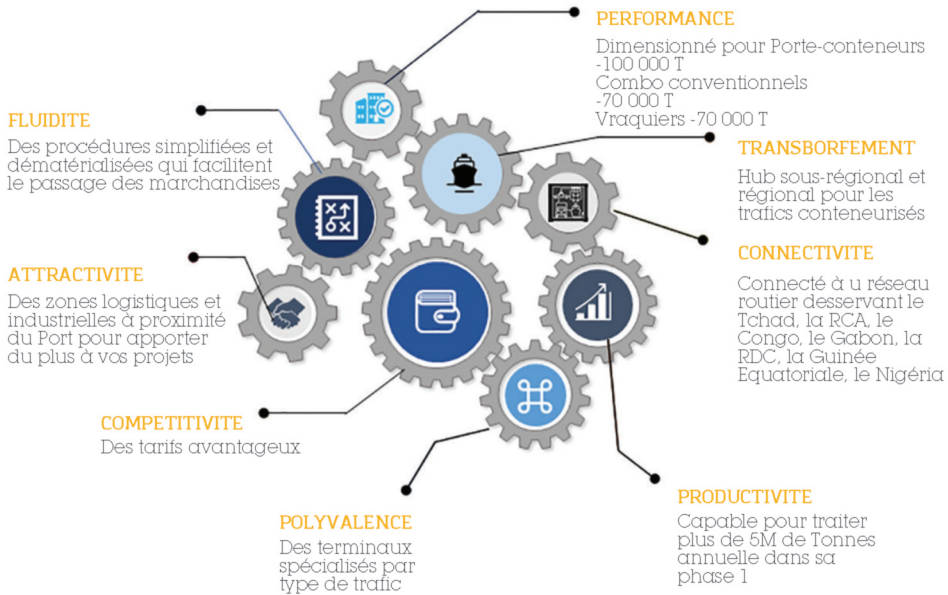 PERFORMANCE
Dimensionné pour Porte-conteneurs
-100 000 T
Combo conventionnels
-70 000 T
Vraquiers -70 000 T
FLUIDITE
Des procédures simplifiées et
dématérialisées qui facilitent
le passage des marchandises
TRANSBORFEMENT
Hub sous-régional et
régional pour les
trafics conteneurisés
CONNECTIVITE
Connecté à u réseau
routier desservant le
Tchad, la RCA, le
Congo, le Gabon, la
RDC, la Guinée
Equatoriale, le Nigéria
ATTRACTIVITE
Des zones logistiques et
industrielles à proximité
du Port pour apporter
du plus à vos projets
COMPETITIVITE
Des tarifs avantageux
POLYVALENCE
Des terminaux
spécialisés par
type de trafic
PRODUCTIVITE
Capable pour traiter
plus de 5M de Tonnes
annuelle dans sa
phase 1